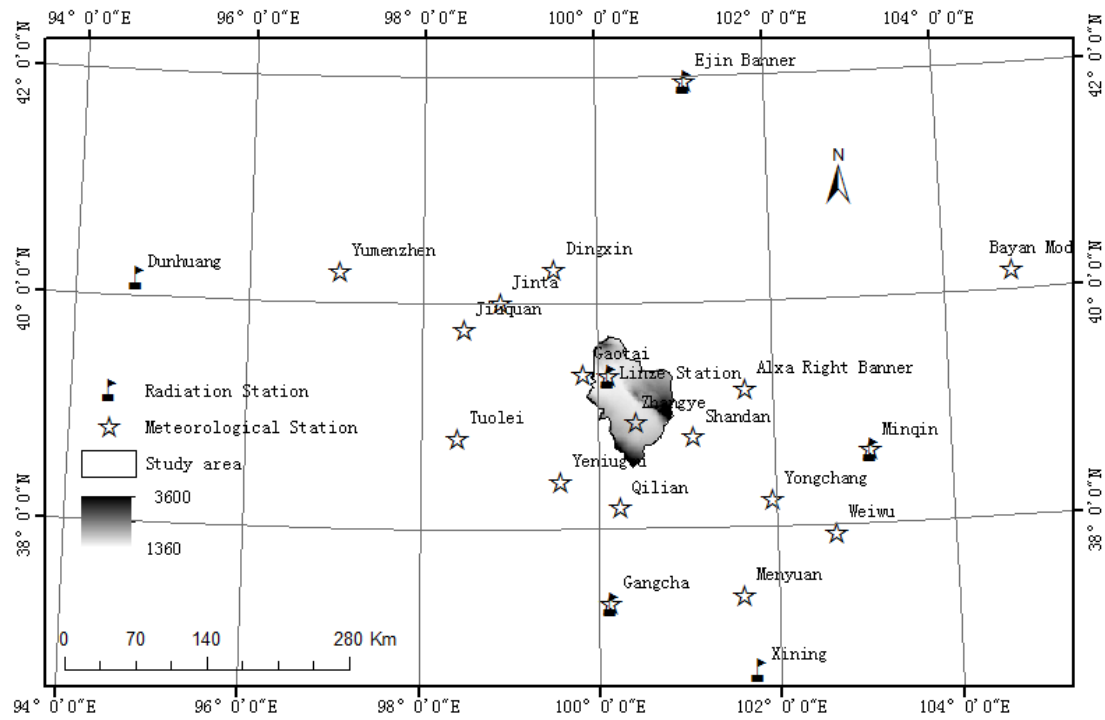 94° 0′0″E
96° 0′0″E
98° 0′0″E
100° 0′0″E
102° 0′0″E
104° 0′0″E
42° 0′0″N
42° 0′0″N
Ejin Banner
N
Dunhuang
Yumenzhen
Dingxin
Bayan Mod
Jinta
40° 0′0″N
40° 0′0″N
Jiuquan
Gaotai
Linze Station
Alxa Right Banner
Radiation Station
Zhangye
Meteorological Station
Tuolei
Shandan
Minqin
Study area
Yeniugou
Yongchang
3600
Qilian
Weiwu
38° 0′0″N
38° 0′0″N
1360
Gangcha
Menyuan
0
70
140
280 Km
Xining
94° 0′0″E
96° 0′0″E
98° 0′0″E
100° 0′0″E
102° 0′0″E
104° 0′0″E